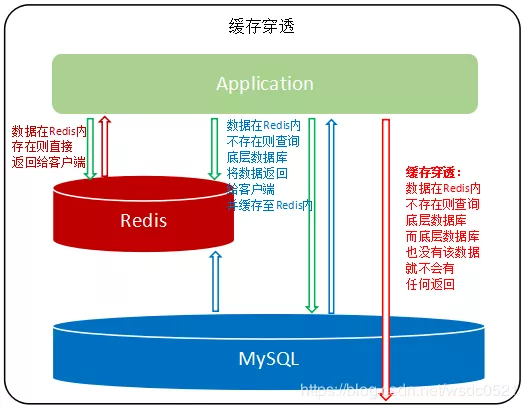 缓存穿透
Application
数据在Redis内
存在则直接
返回给客户端
数据在Redis内
不存在则查询
底层数据库
将数据返回
给客户端
并缓存至Redis内
缓存穿透：
数据在Redis内
不存在则查询
底层数据库
而底层数据库
也没有该数据
就不会有
任何返回
Redis
MySQL